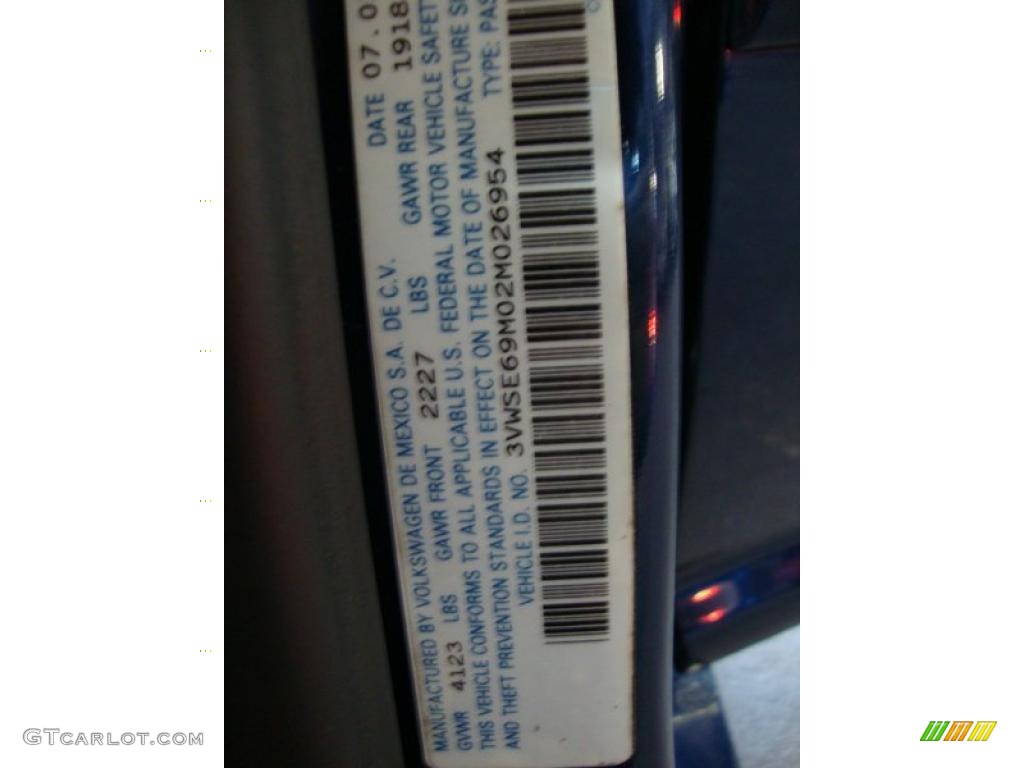 MANUFACTURED BY VOLKSWAGEN DE MEXICO S.A. DE C.V. DATE 07.0
GVWR 4123 LBS GAWR FRONT 2227 LBS GAWR REAR 1918
THIS VEHICLE CONFORMS TO ALL APPLICABLE U.S. FEDERAL MOTOR VEHICLE SAFET
AND THEFT PREVENTION STANDARDS IN EFFECT ON THE DATE OF MANUFACTURE
VEHICLE I.D. NO. 3VWSE69M02M026954 TYPE: PAS
GTCARLOT.COM